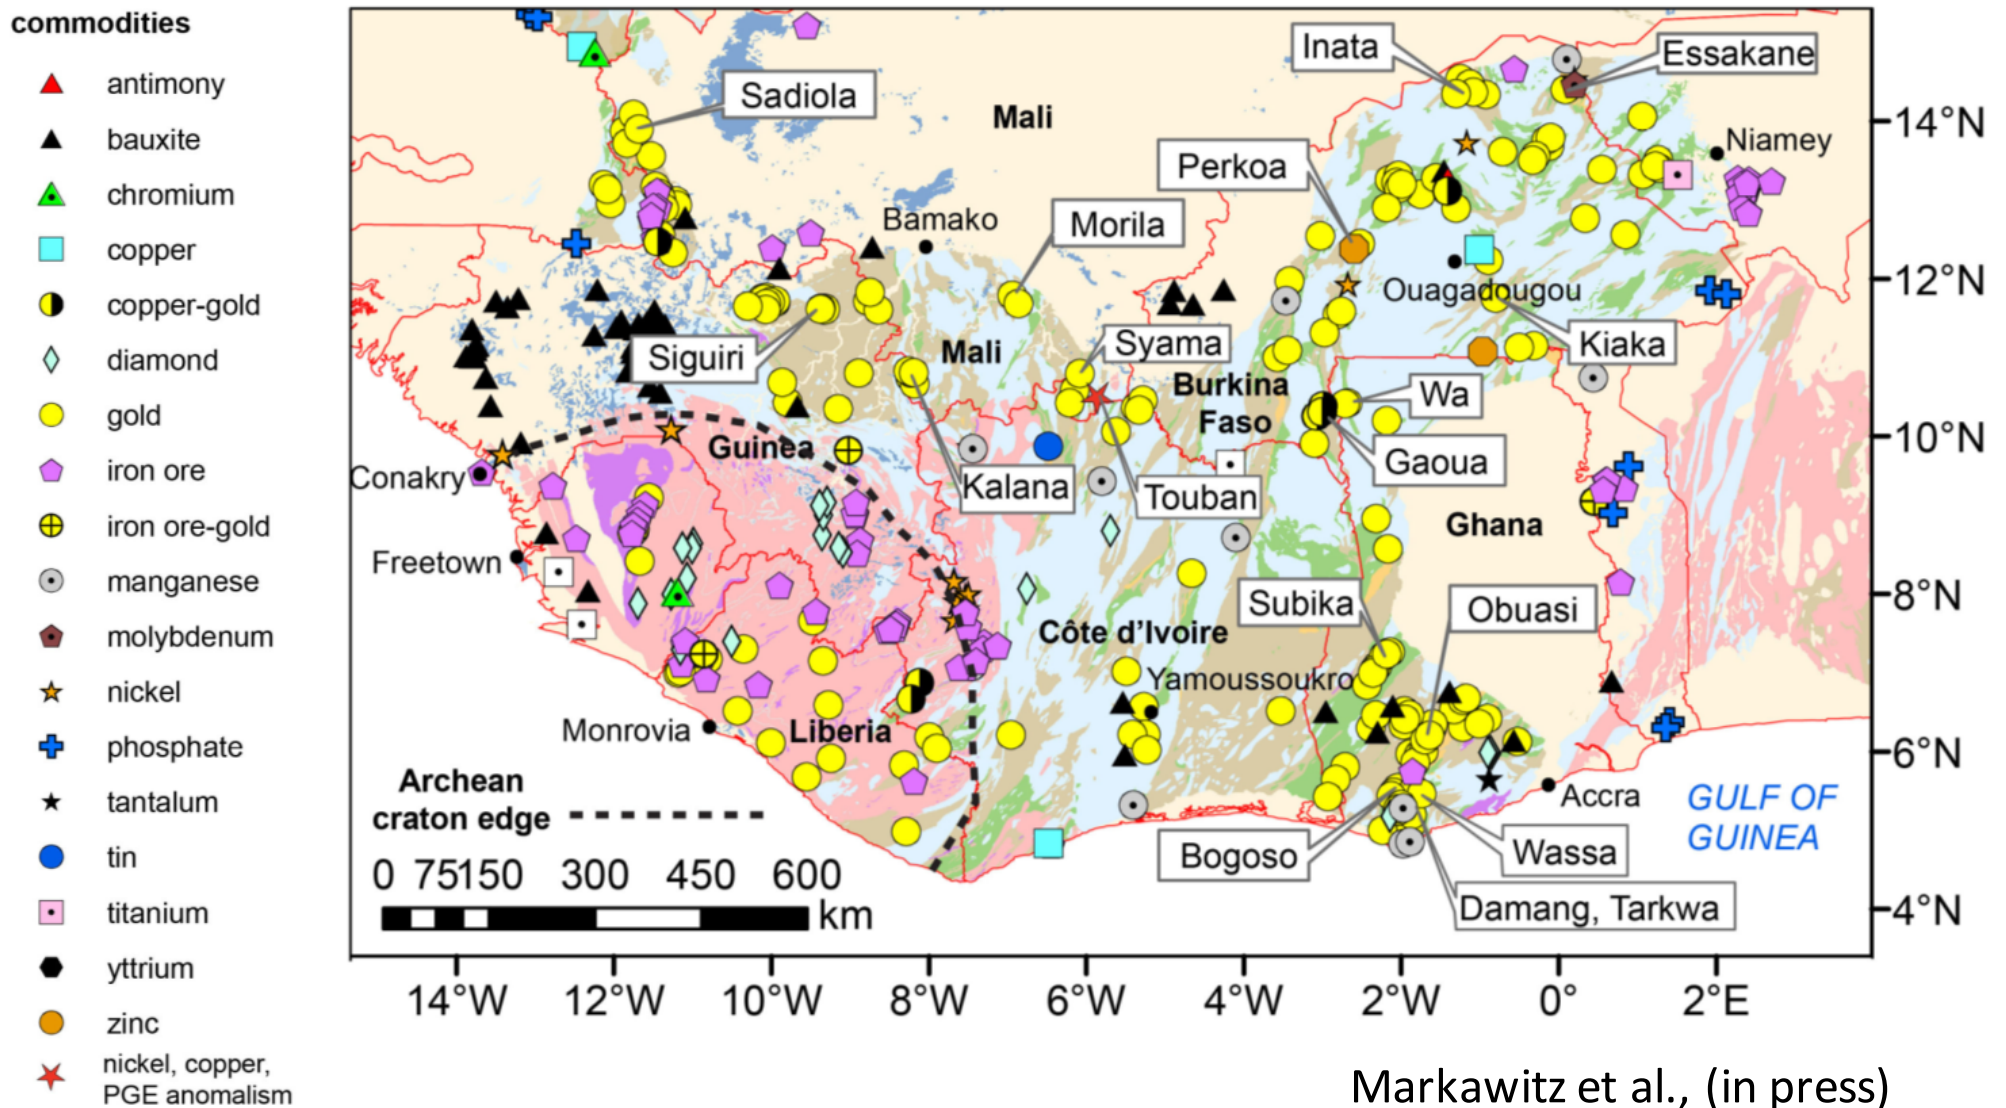 commodities
antimony
bauxite
chromium
copper
copper-gold
diamond
gold
iron ore
iron ore-gold
manganese
molybdenum
nickel
phosphate
tantalum
tin
titanium
yttrium
zinc
nickel, copper,
PGE anomalism
Inata
Essakane
Sadiola
Mali
14°N
Niamey
Perkoa
Bamako
Morila
12°N
Ouagadougou
Siguiri
Mali
Syama
Kiaka
Burkina
Faso
Wa
10°N
Guinea
Gaoua
Conakry
Kalana
Touban
Ghana
Freetown
8°N
Subika
Obuasi
Côte d'Ivoire
Yamoussoukro
Monrovia
Liberia
6°N
Archean
craton edge
Accra
GULF OF
GUINEA
Bogoso
Wassa
0 75150 300 450 600
km
Damang, Tarkwa
4°N
14°W 12°W 10°W 8°W 6°W 4°W 2°W 0° 2°E
Markawitz et al., (in press)